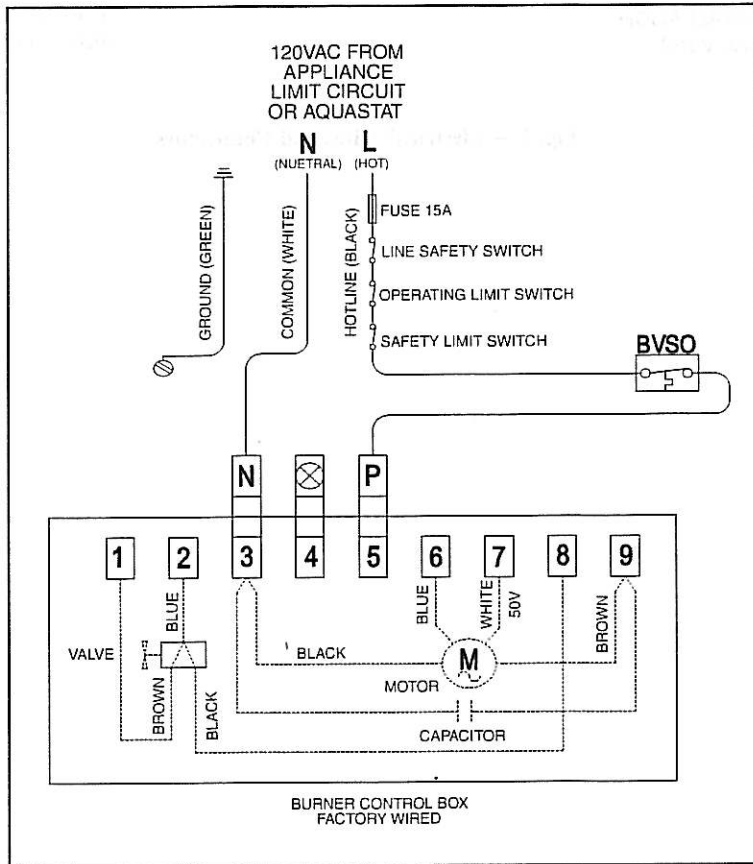 120VAC FROM
APPLIANCE
LIMIT CIRCUIT
OR AQUASTAT
N L
(NUETRAL) (HOT)
GROUND (GREEN)
COMMON (WHITE)
HOTLINE (BLACK)
FUSE 15A
LINE SAFETY SWITCH
OPERATING LIMIT SWITCH
SAFETY LIMIT SWITCH
BVSO
N P
1 2 3 4 5 6 7 8 9
BLUE
BLUE
WHITE
50V
BROWN
VALVE
BROWN
BLACK
BLACK
M
MOTOR
CAPACITOR
BURNER CONTROL BOX
FACTORY WIRED